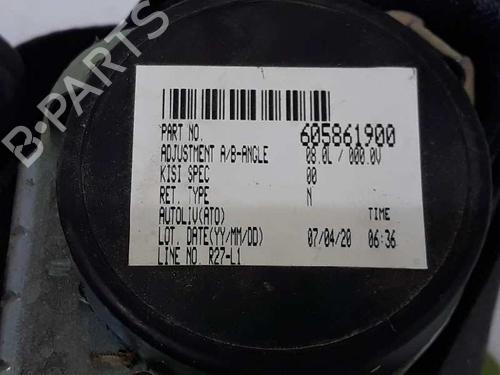 B-PARTS
PART NO. 605861900
ADJUSTMENT A/B-ANGLE 08.0L / 000.0V
KISI SPEC 00
RET. TYPE N
AUTOLIV(ATO) TIME
LOT. DATE(YY/MM/DD) 07/04/20 06:36
LINE NO. R27-L1